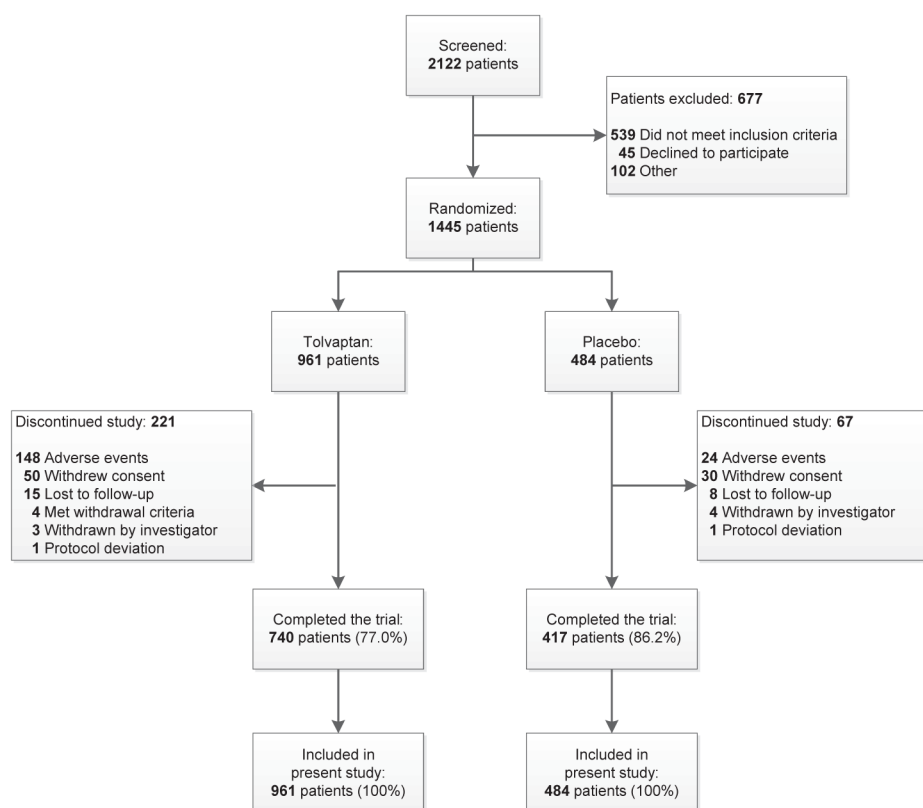 Screened:
2122 patients
Patients excluded: 677
539 Did not meet inclusion criteria
45 Declined to participate
102 Other
Randomized:
1445 patients
Tolvaptan:
961 patients
Placebo:
484 patients
Discontinued study: 221
148 Adverse events
50 Withdrew consent
15 Lost to follow-up
4 Met withdrawal criteria
3 Withdrawn by investigator
1 Protocol deviation
Discontinued study: 67
24 Adverse events
30 Withdrew consent
8 Lost to follow-up
4 Withdrawn by investigator
1 Protocol deviation
Completed the trial:
740 patients (77.0%)
Completed the trial:
417 patients (86.2%)
Included in
present study:
961 patients (100%)
Included in
present study:
484 patients (100%)